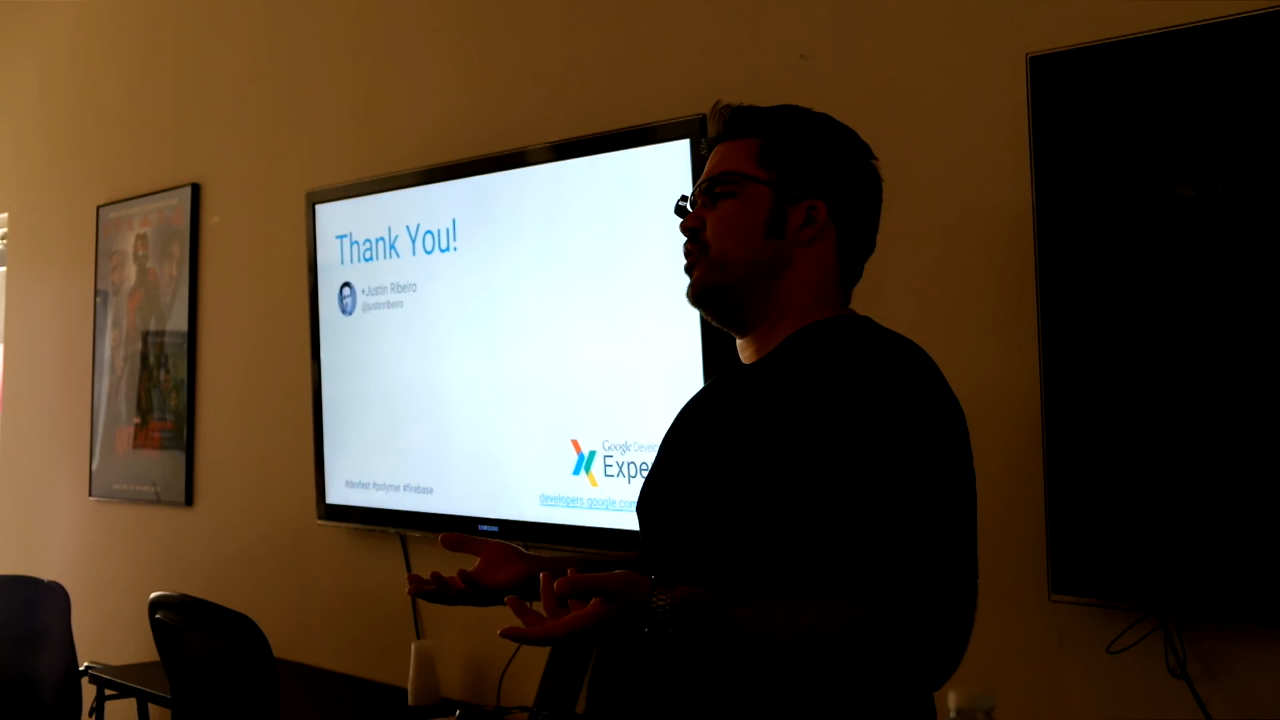 Thank You!
+Justin Ribeiro
@justinribeiro
Google Develo
Expe
#devfest #polymer #firebase
developers.google.com
SAMSUNG